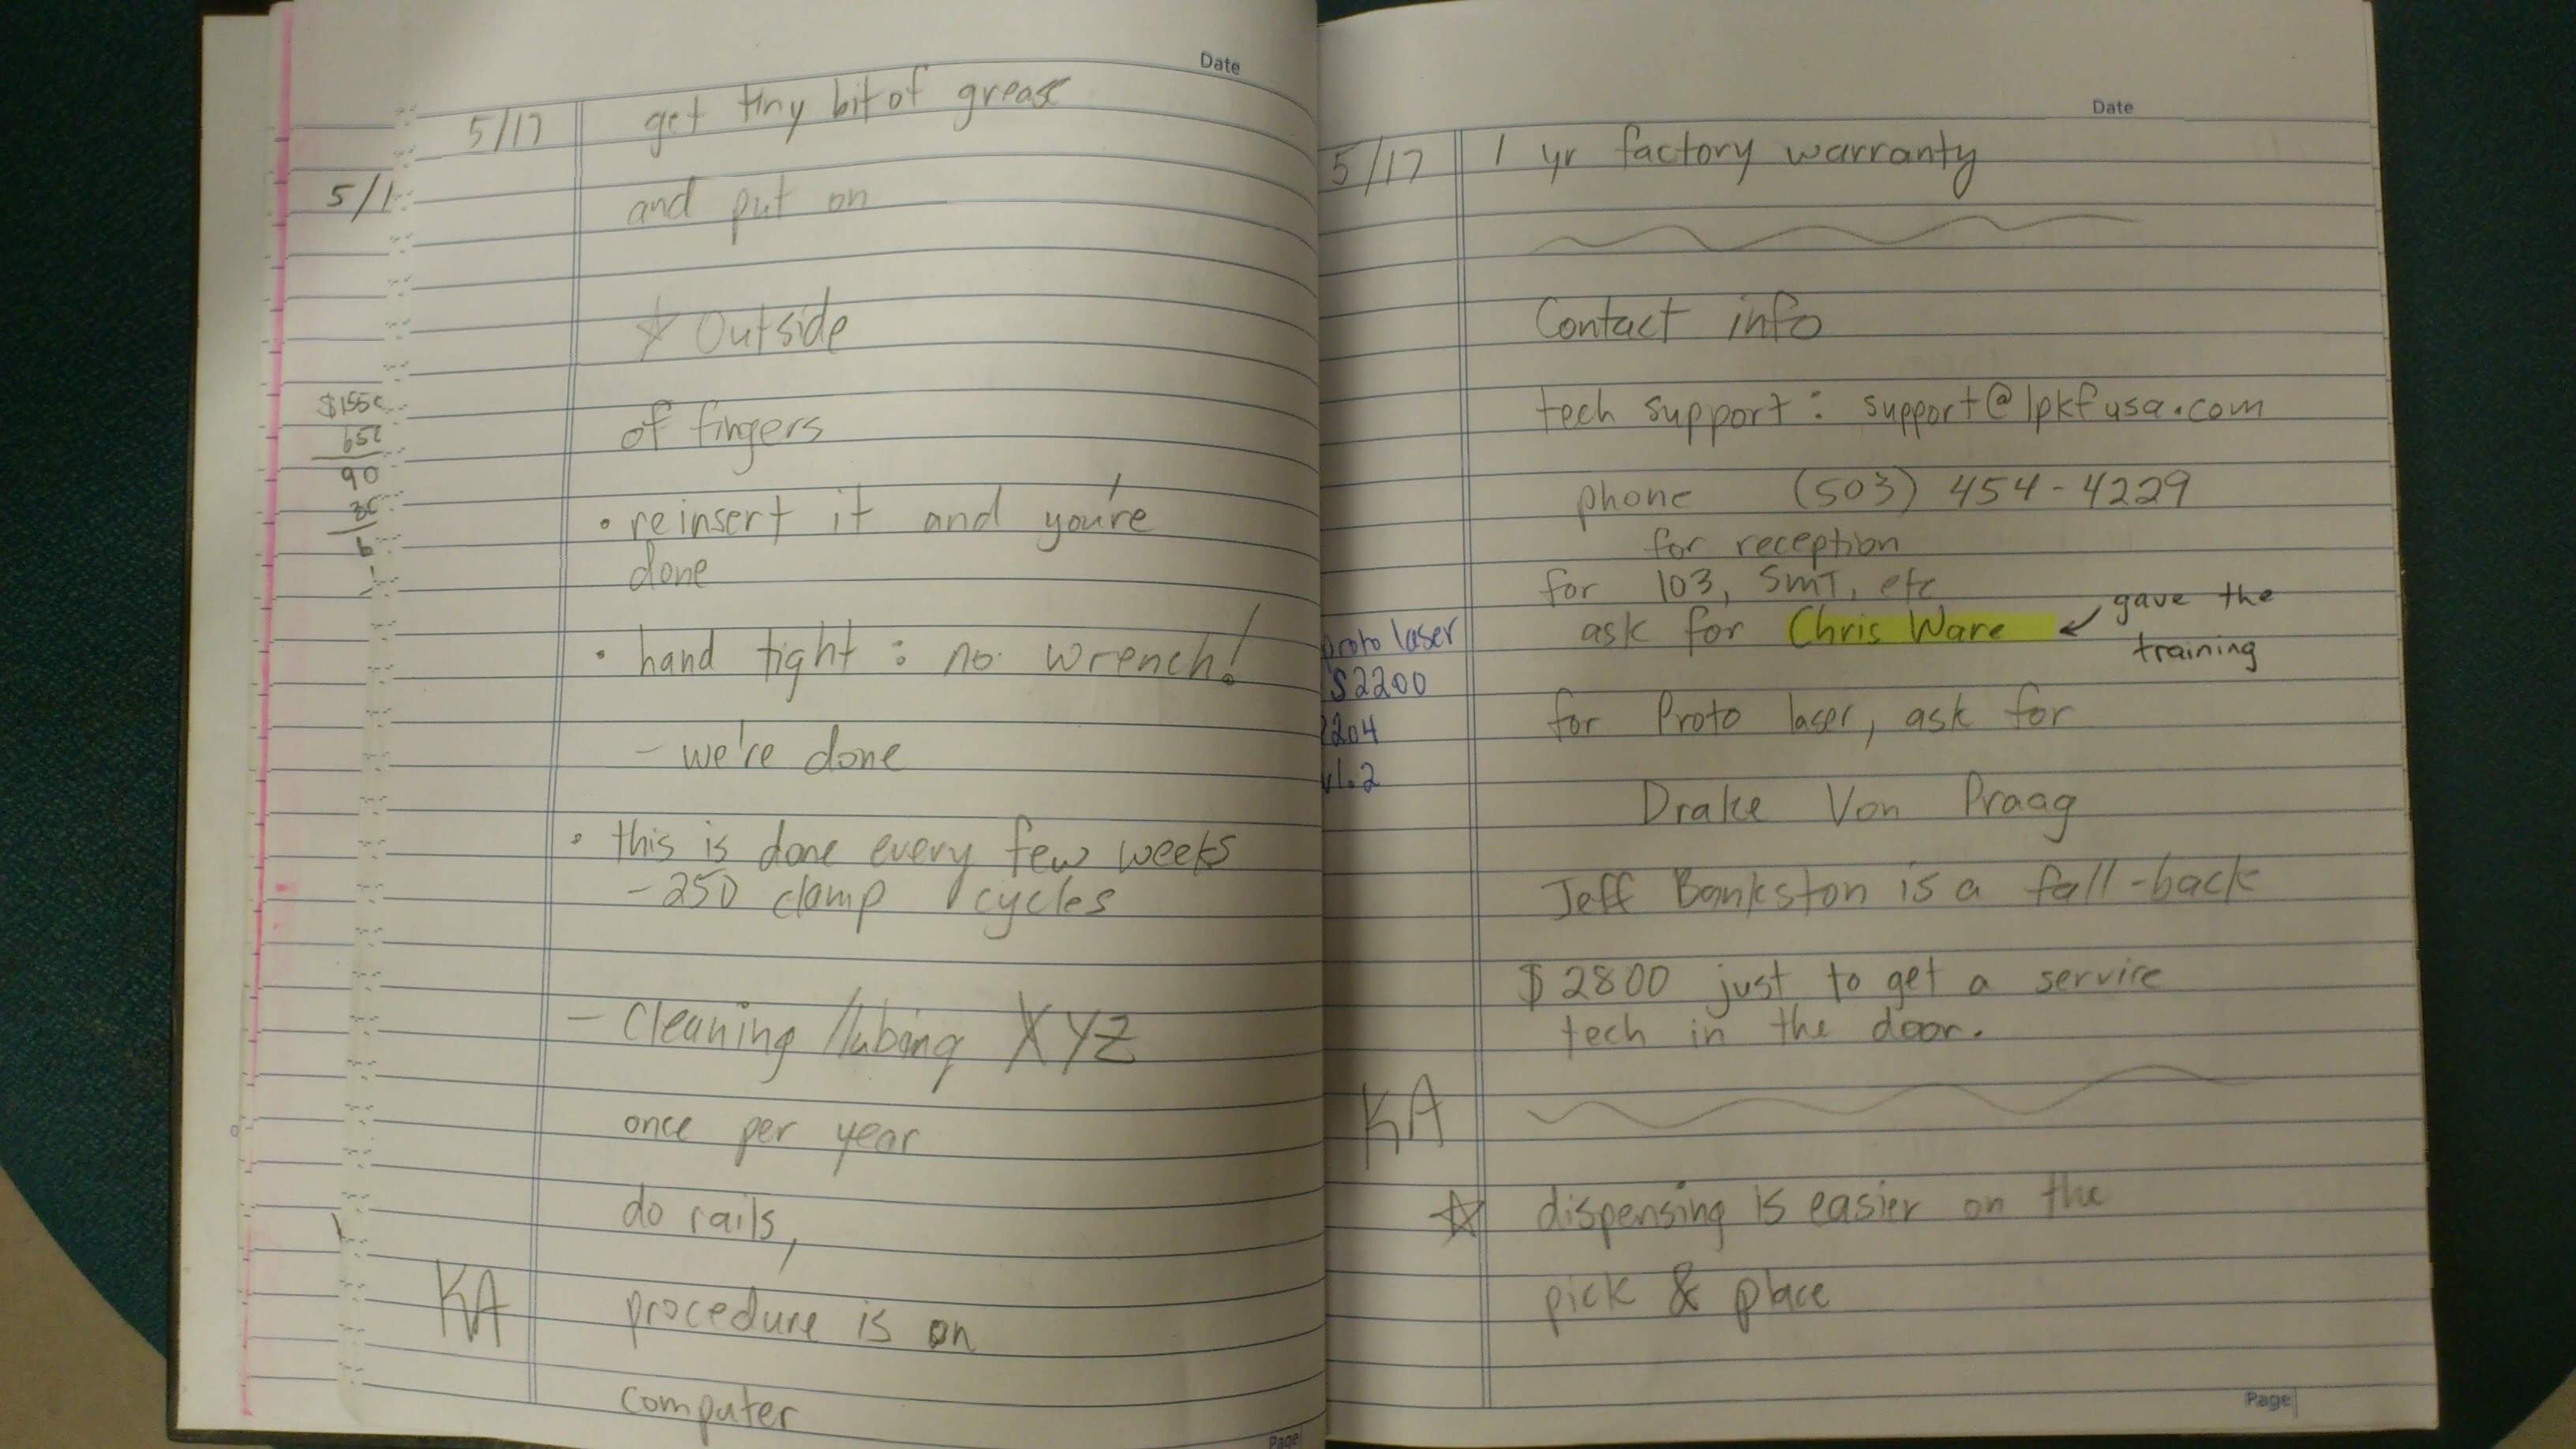 Date
5/17 get tiny bit of grease
and put on
☆ Outside
of fingers
• reinsert it and you're
done
• hand tight : no wrench!
- we're done
• this is done every few weeks
- 250 clamp cycles
- Cleaning /lubing XYZ
once per year
do rails,
KA procedure is on
computer
Page
5/1
90
Date
5/17 1 yr factory warranty
Contact info
tech support : support@lpkfusa.com
phone (503) 454-4229
for reception
for 103, SMT, etc
ask for Chris Ware ↙ gave the
training
proto laser
$2200
2204
v1.2
for Proto laser, ask for
Drake Von Praag
Jeff Bankston is a fall-back
$2800 just to get a service
tech in the door.
KA
☆ dispensing is easier on the
pick & place
Page